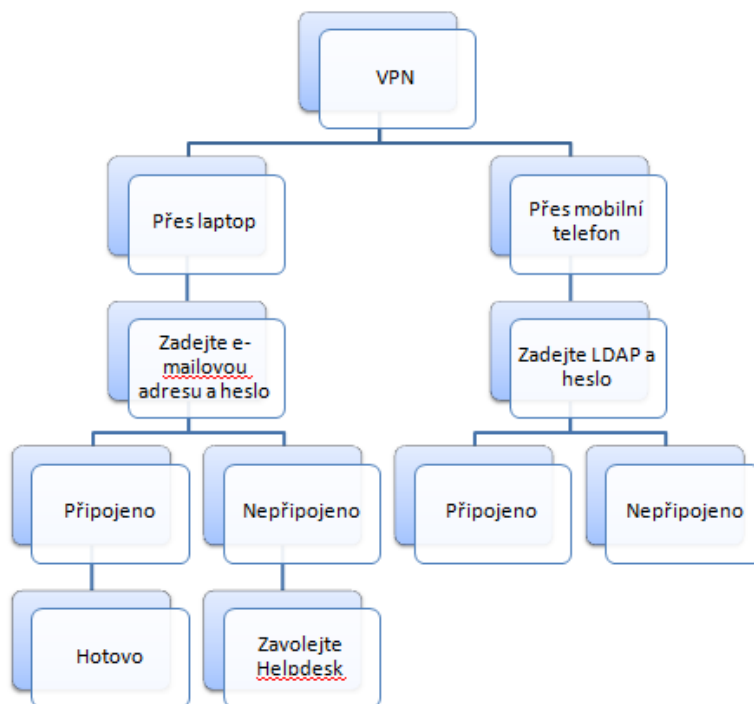 VPN
Přes laptop
Přes mobilní
telefon
Zadejte e-
mailovou
adresu a heslo
Zadejte LDAP a
heslo
Připojeno
Nepřipojeno
Připojeno
Nepřipojeno
Hotovo
Zavolejte
Helpdesk